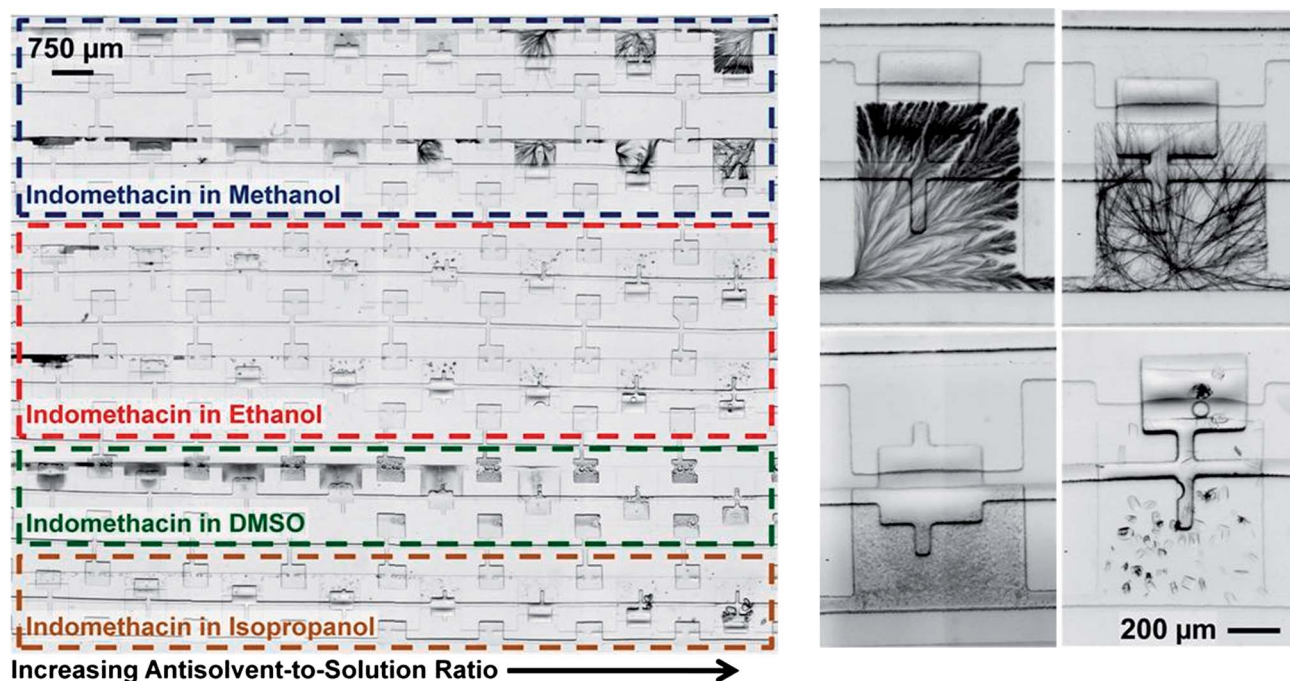 750 µm
Indomethacin in Methanol
Indomethacin in Ethanol
Indomethacin in DMSO
Indomethacin in Isopropanol
Increasing Antisolvent-to-Solution Ratio
200 µm